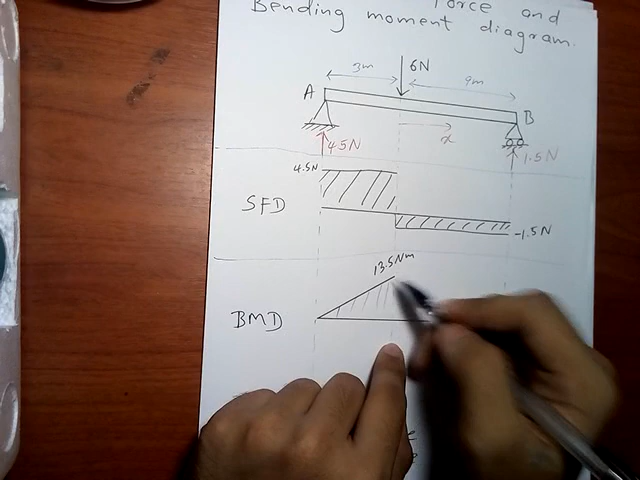 Force and
Bending moment diagram.
3m
6N
9m
A
B
x
4.5N
1.5N
4.5N
SFD
-1.5N
13.5Nm
BMD